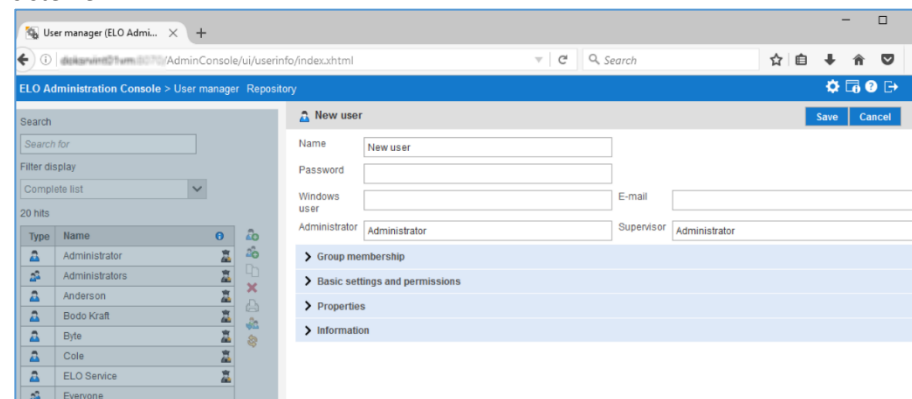 User manager (ELO Admi...
/AdminConsole/ui/userinfo/index.xhtml
Search
ELO Administration Console > User manager Repository
Search
Search for
Filter display
Complete list
20 hits
Type Name
Administrator
Administrators
Anderson
Bodo Kraft
Byte
Cole
ELO Service
Everyone
New user
Save Cancel
Name New user
Password
Windows user
E-mail
Administrator Administrator
Supervisor Administrator
Group membership
Basic settings and permissions
Properties
Information